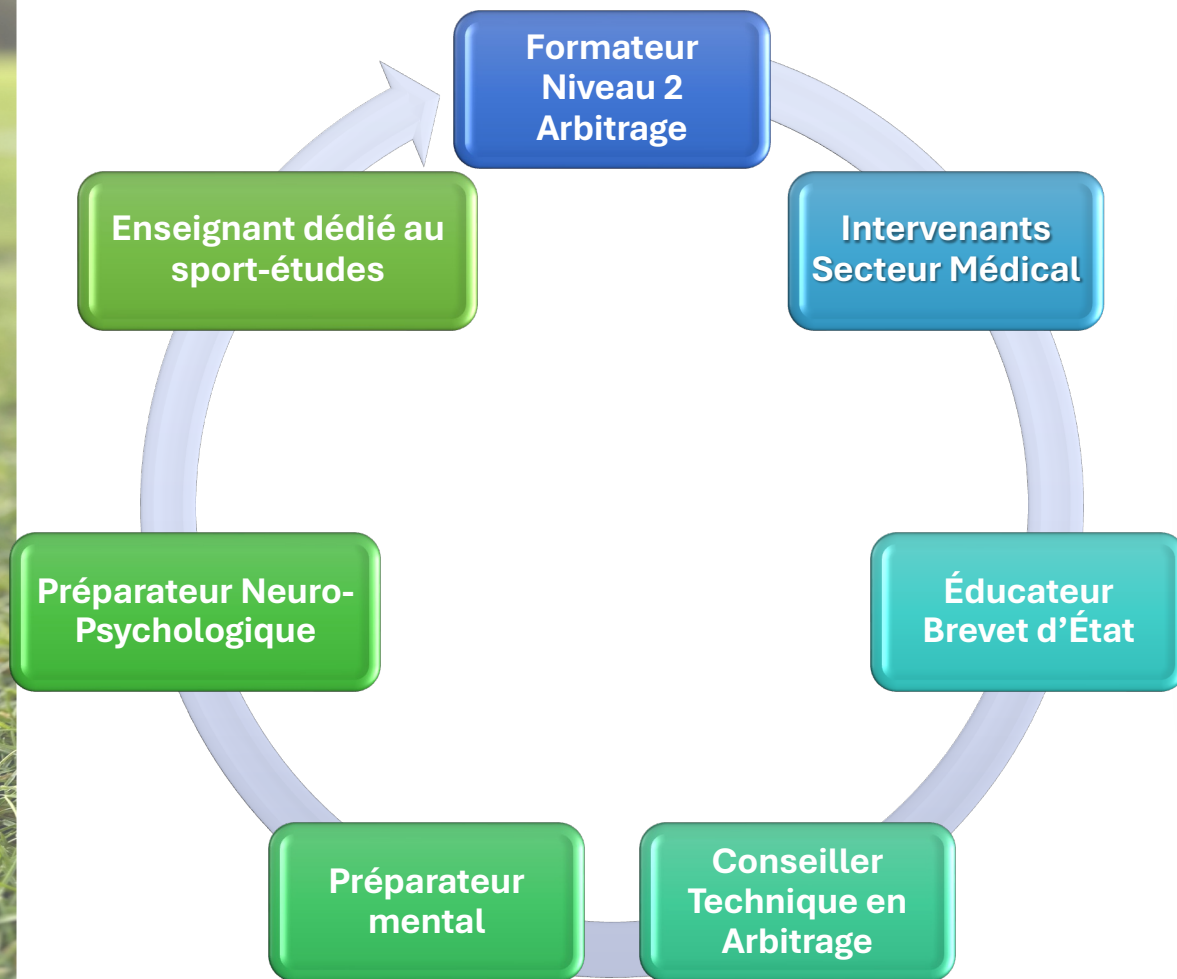 Formateur
Niveau 2
Arbitrage
Intervenants
Secteur Médical
Éducateur
Brevet d’État
Conseiller
Technique en
Arbitrage
Préparateur
mental
Préparateur Neuro-
Psychologique
Enseignant dédié au
sport-études